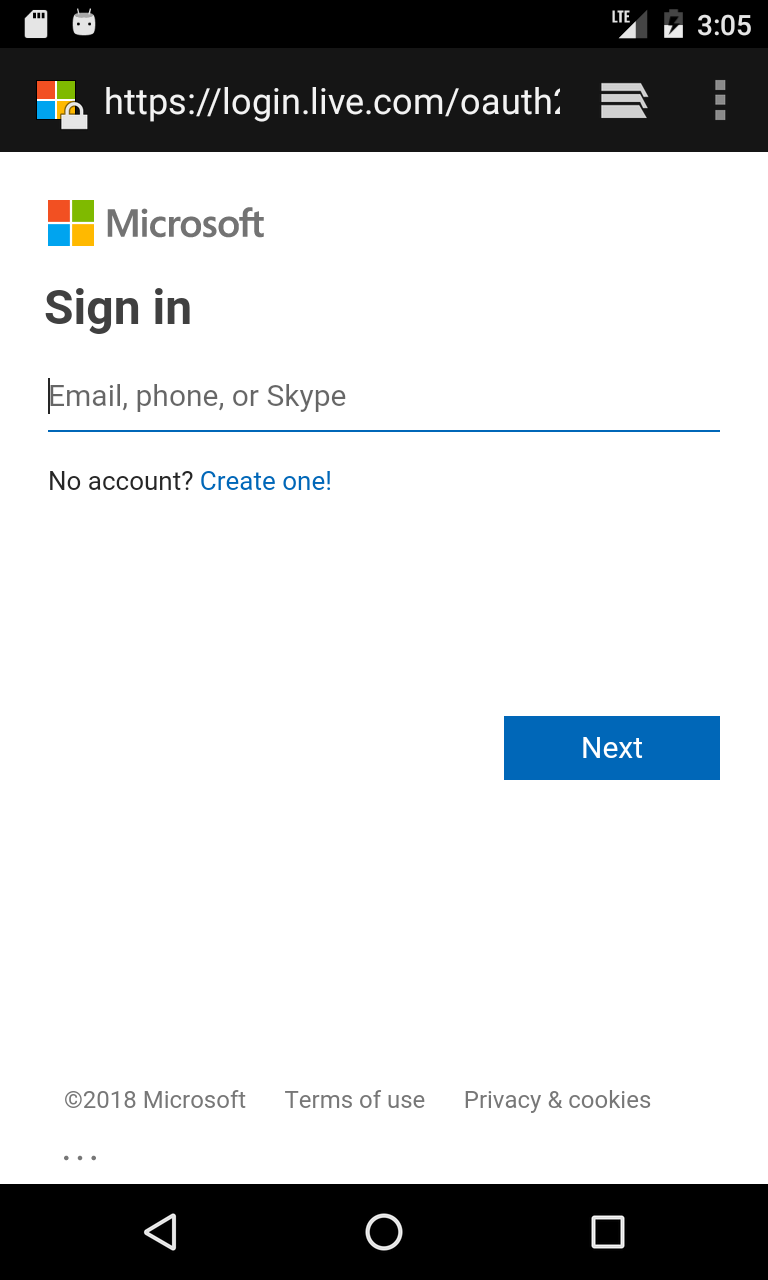 LTE 3:05
https://login.live.com/oauth2
Microsoft
Sign in
Email, phone, or Skype
No account? Create one!
Next
©2018 Microsoft Terms of use Privacy & cookies
...